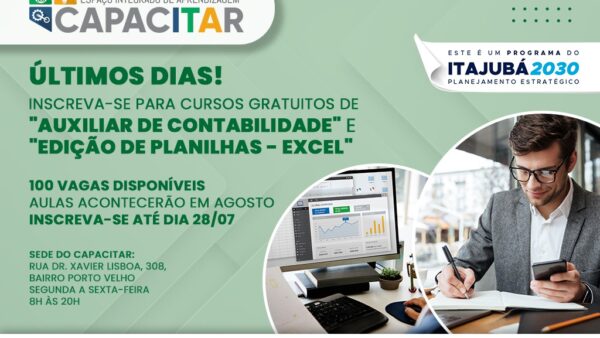 ESPAÇO INTEGRADO DE APRENDIZAGEM
CAPACITAR
ESTE É UM PROGRAMA DO
ITAJUBÁ2030
PLANEJAMENTO ESTRATÉGICO
ÚLTIMOS DIAS!
INSCREVA-SE PARA CURSOS GRATUITOS DE
"AUXILIAR DE CONTABILIDADE" E
"EDIÇÃO DE PLANILHAS - EXCEL"
100 VAGAS DISPONÍVEIS
AULAS ACONTECERÃO EM AGOSTO
INSCREVA-SE ATÉ DIA 28/07
SEDE DO CAPACITAR:
RUA DR. XAVIER LISBOA, 308,
BAIRRO PORTO VELHO
SEGUNDA A SEXTA-FEIRA
8H ÀS 20H